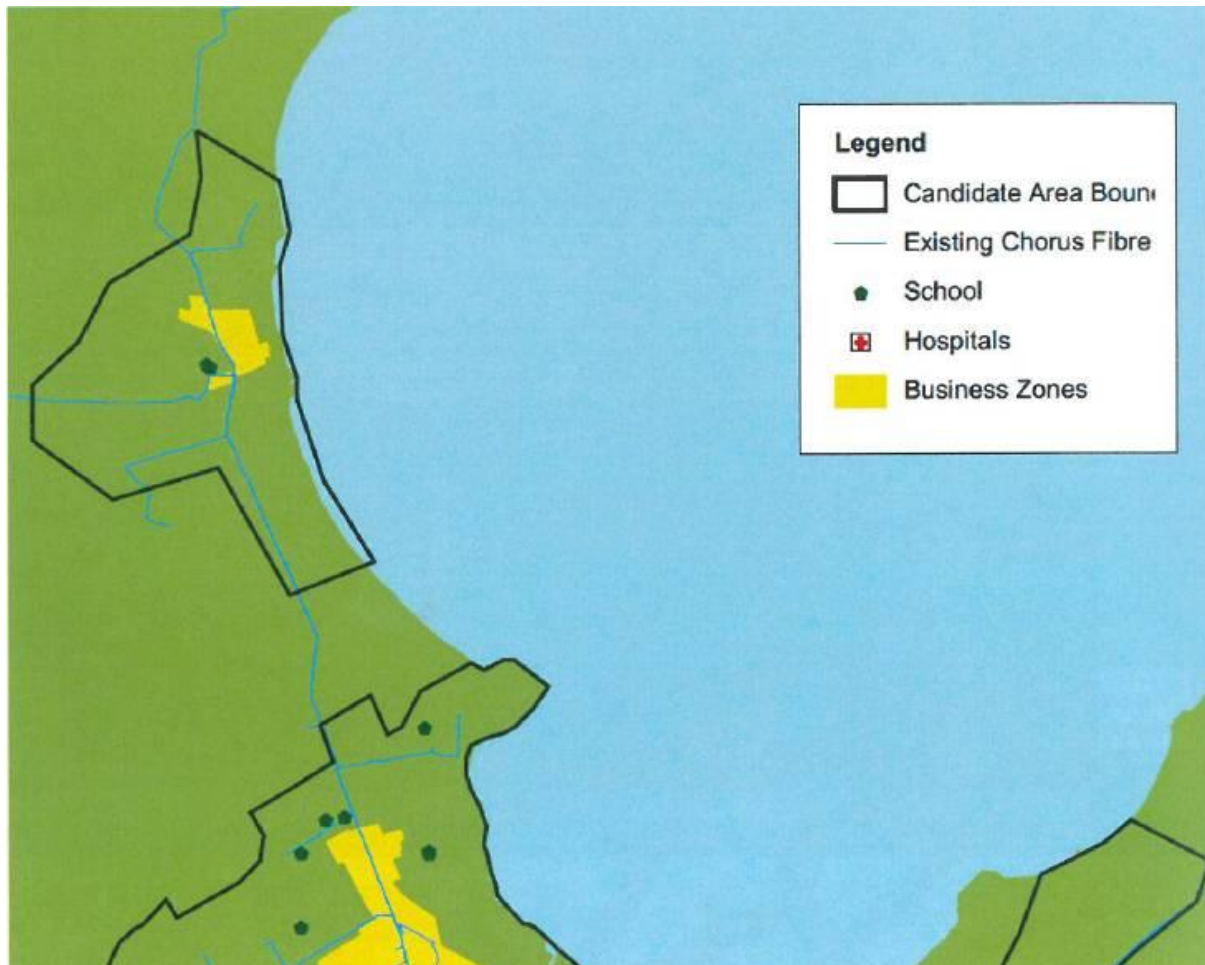 Legend
Candidate Area Boun
Existing Chorus Fibre
School
Hospitals
Business Zones